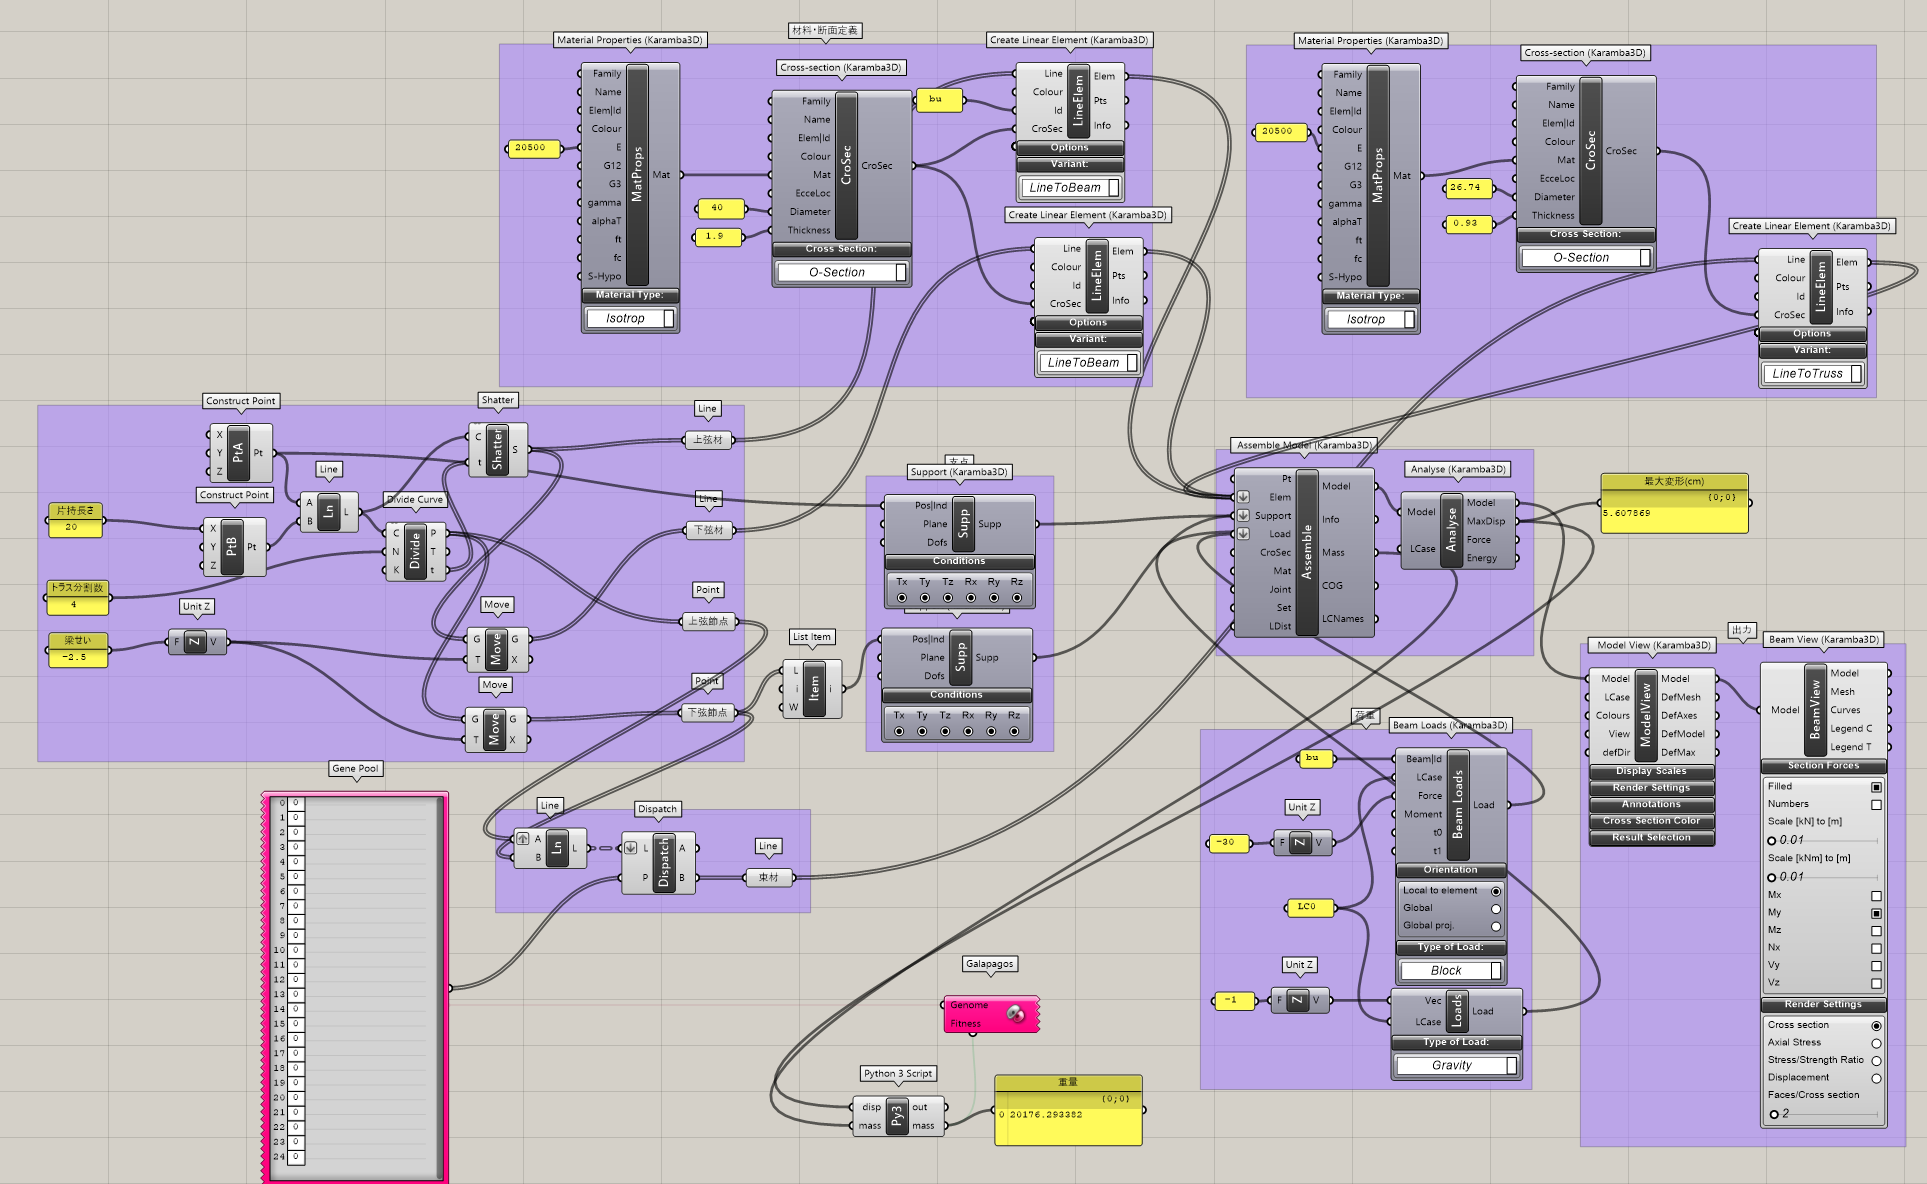 材料・断面定義
Material Properties (Karamba3D)
Family
Name
Elem|Id
Colour
E
G12
G3
gamma
alphaT
ft
fc
S-Hypo
MatProps
Mat
Material Type:
Isotrop
20500
Cross-section (Karamba3D)
Family
Name
Elem|Id
Colour
Mat
EcceLoc
Diameter
Thickness
CroSec
CroSec
Cross Section:
O-Section
40
1.9
bu
Create Linear Element (Karamba3D)
Line
Colour
Id
CroSec
LineElem
Elem
Pts
Info
Options
Variant:
LineToBeam
Create Linear Element (Karamba3D)
Line
Colour
Id
CroSec
LineElem
Elem
Pts
Info
Options
Variant:
LineToBeam
Material Properties (Karamba3D)
Family
Name
Elem|Id
Colour
E
G12
G3
gamma
alphaT
ft
fc
S-Hypo
MatProps
Mat
Material Type:
Isotrop
20500
Cross-section (Karamba3D)
Family
Name
Elem|Id
Colour
Mat
EcceLoc
Diameter
Thickness
CroSec
CroSec
Cross Section:
O-Section
26.74
0.93
Create Linear Element (Karamba3D)
Line
Colour
Id
CroSec
LineElem
Elem
Pts
Info
Options
Variant:
LineToTruss
Construct Point
X
Y
Z
PtA
Pt
Construct Point
X
Y
Z
PtB
Pt
Line
A
B
Ln
L
Divide Curve
C
N
K
Divide
P
T
t
Shatter
C
t
Shatter
S
片持長さ
20
トラス分割数
4
梁せい
-2.5
Unit Z
F
Z
V
Move
G
T
Move
G
X
Move
G
T
Move
G
X
Line
上弦材
Line
下弦材
Point
上弦節点
Point
下弦節点
List Item
L
i
W
Item
i
支点
Support (Karamba3D)
Pos|Ind
Plane
Dofs
Supp
Supp
Conditions
Tx Ty Tz Rx Ry Rz
Pos|Ind
Plane
Dofs
Supp
Supp
Conditions
Tx Ty Tz Rx Ry Rz
Assemble Model (Karamba3D)
Pt
Elem
Support
Load
CroSec
Mat
Joint
Set
LDist
Assemble
Model
Info
Mass
COG
LCNames
Analyse (Karamba3D)
Model
LCase
Analyse
Model
MaxDisp
Force
Energy
最大変形(cm)
{0;0}
5.607869
Gene Pool
0 0
1 0
2 0
3 0
4 0
5 0
6 0
7 0
8 0
9 0
10 0
11 0
12 0
13 0
14 0
15 0
16 0
17 0
18 0
19 0
20 0
21 0
22 0
23 0
24 0
Line
A
B
Ln
L
Dispatch
L
P
Dispatch
A
B
Line
束材
Galapagos
Genome
Fitness
Python 3 Script
disp
mass
Py3
out
mass
重量
{0;0}
0 20176.293382
荷重
Beam Loads (Karamba3D)
bu
Beam|Id
LCase
Force
Moment
t0
t1
Beam Loads
Load
Orientation
Local to element
Global
Global proj.
Type of Load:
Block
Unit Z
-30
F
Z
V
LC0
Unit Z
-1
F
Z
V
Vec
LCase
Loads
Load
Type of Load:
Gravity
出力
Model View (Karamba3D)
Model
LCase
Colours
View
defDir
ModelView
Model
DefMesh
DefAxes
DefModel
DefMax
Display Scales
Render Settings
Annotations
Cross Section Color
Result Selection
Beam View (Karamba3D)
Model
BeamView
Model
Mesh
Curves
Legend C
Legend T
Section Forces
Filled
Numbers
Scale [kN] to [m]
0.01
Scale [kNm] to [m]
0.01
Mx
My
Mz
Nx
Vy
Vz
Render Settings
Cross section
Axial Stress
Stress/Strength Ratio
Displacement
Faces/Cross section
2